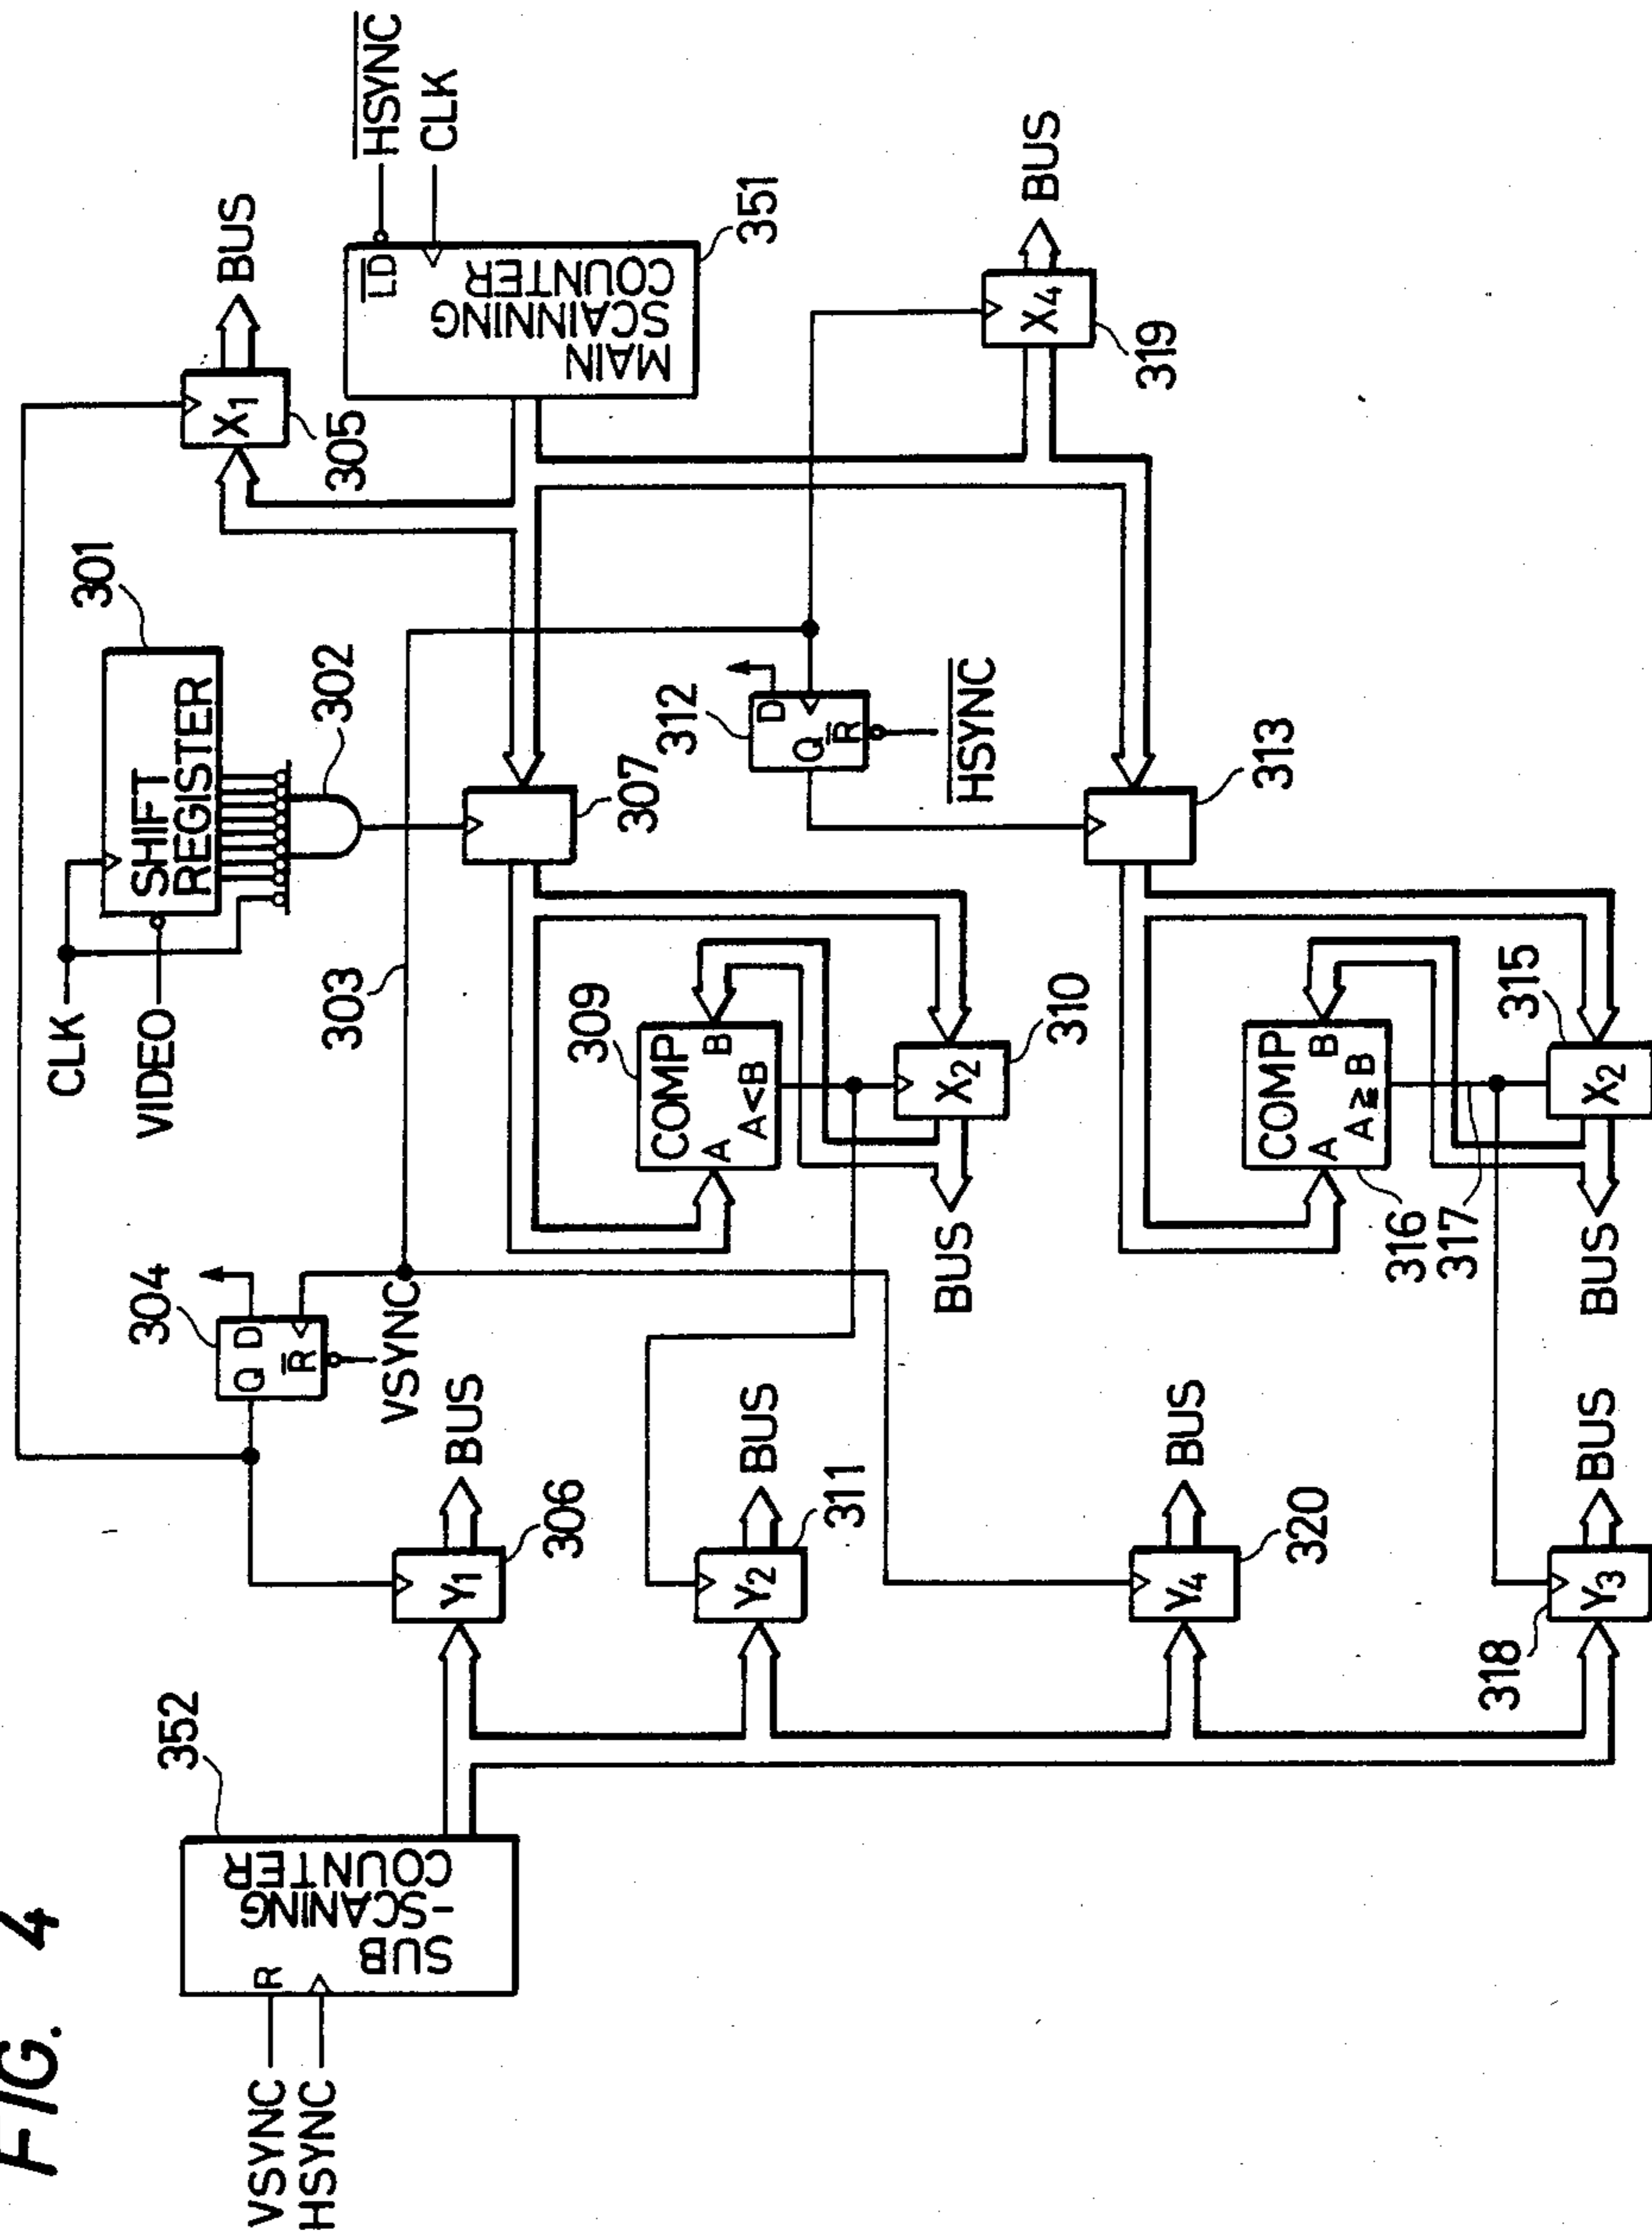 FIG. 4
VSYNC
HSYNC
R
SUB
-SCANING
COUNTER
352
CLK
VIDEO
SHIFT
REGISTER
301
302
303
304
Q
D
R
VSYNC
X1
305
BUS
MAIN
SCAINNING
COUNTER
LD
HSYNC
CLK
351
Y1
306
BUS
307
COMP
A
B
A<B
309
X2
310
BUS
Y2
311
BUS
312
D
Q
R
HSYNC
X4
319
BUS
313
COMP
A
B
A≧B
316
317
X2
315
BUS
Y4
320
BUS
Y3
318
BUS